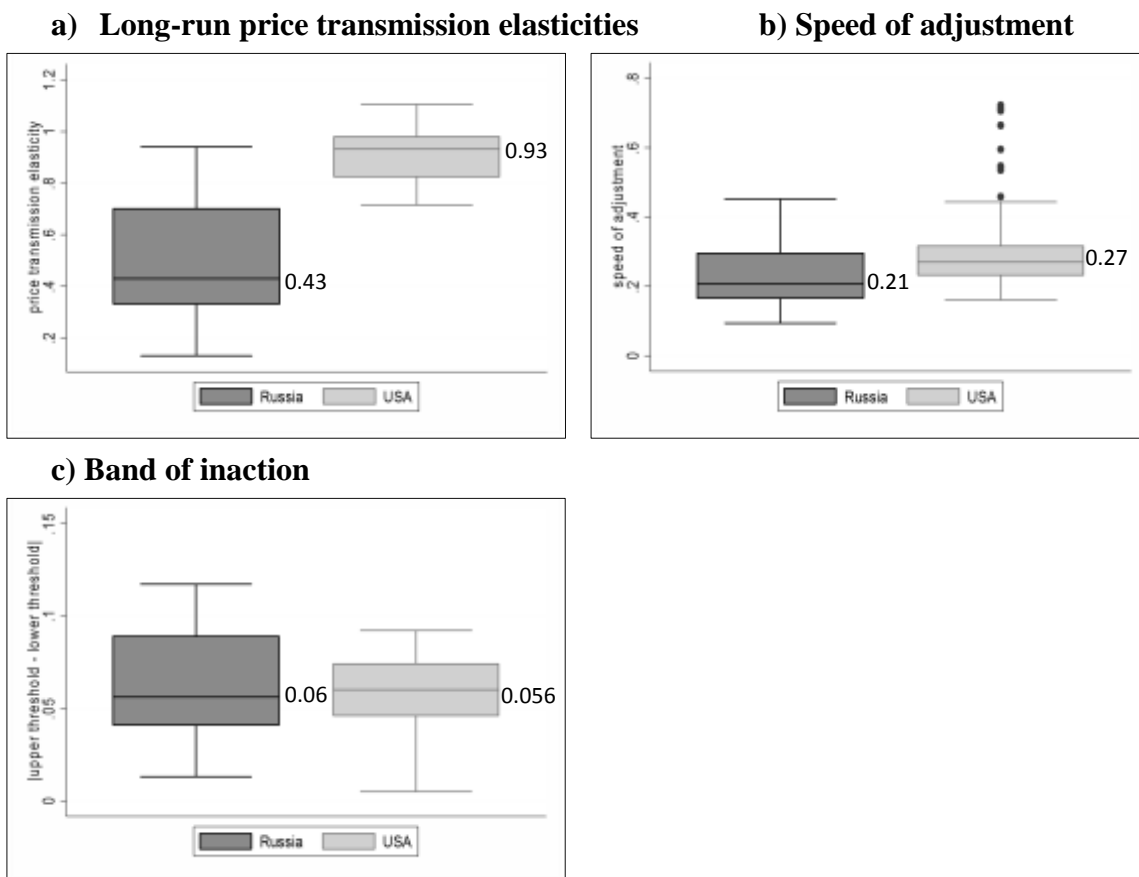 a) Long-run price transmission elasticities
b) Speed of adjustment
price transmission elasticity
1.2
1
.8
.6
.4
.2
0.43
0.93
Russia
USA
speed of adjustment
.8
.6
.4
.2
0
0.21
0.27
Russia
USA
c) Band of inaction
|upper threshold - lower threshold|
.15
.1
.05
0
0.06
0.056
Russia
USA